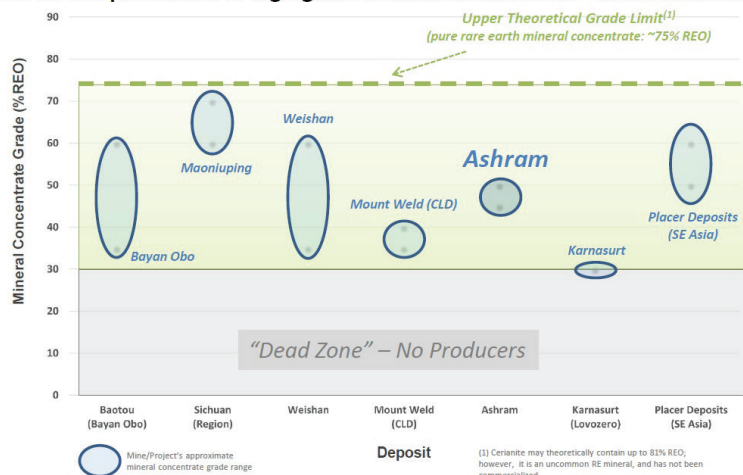 Upper Theoretical Grade Limit(1)
(pure rare earth mineral concentrate: ~75% REO)
Mineral Concentrate Grade (%REO)
90
80
70
60
50
40
30
20
10
0
Weishan
Maoniuping
Ashram
Mount Weld (CLD)
Placer Deposits
(SE Asia)
Bayan Obo
Karnasurt
"Dead Zone" – No Producers
Baotou
(Bayan Obo)
Sichuan
(Region)
Weishan
Mount Weld
(CLD)
Ashram
Karnasurt
(Lovozero)
Placer Deposits
(SE Asia)
Deposit
Mine/Project's approximate
mineral concentrate grade range
(1) Cerianite may theoretically contain up to 81% REO;
however, it is an uncommon RE mineral, and has not been